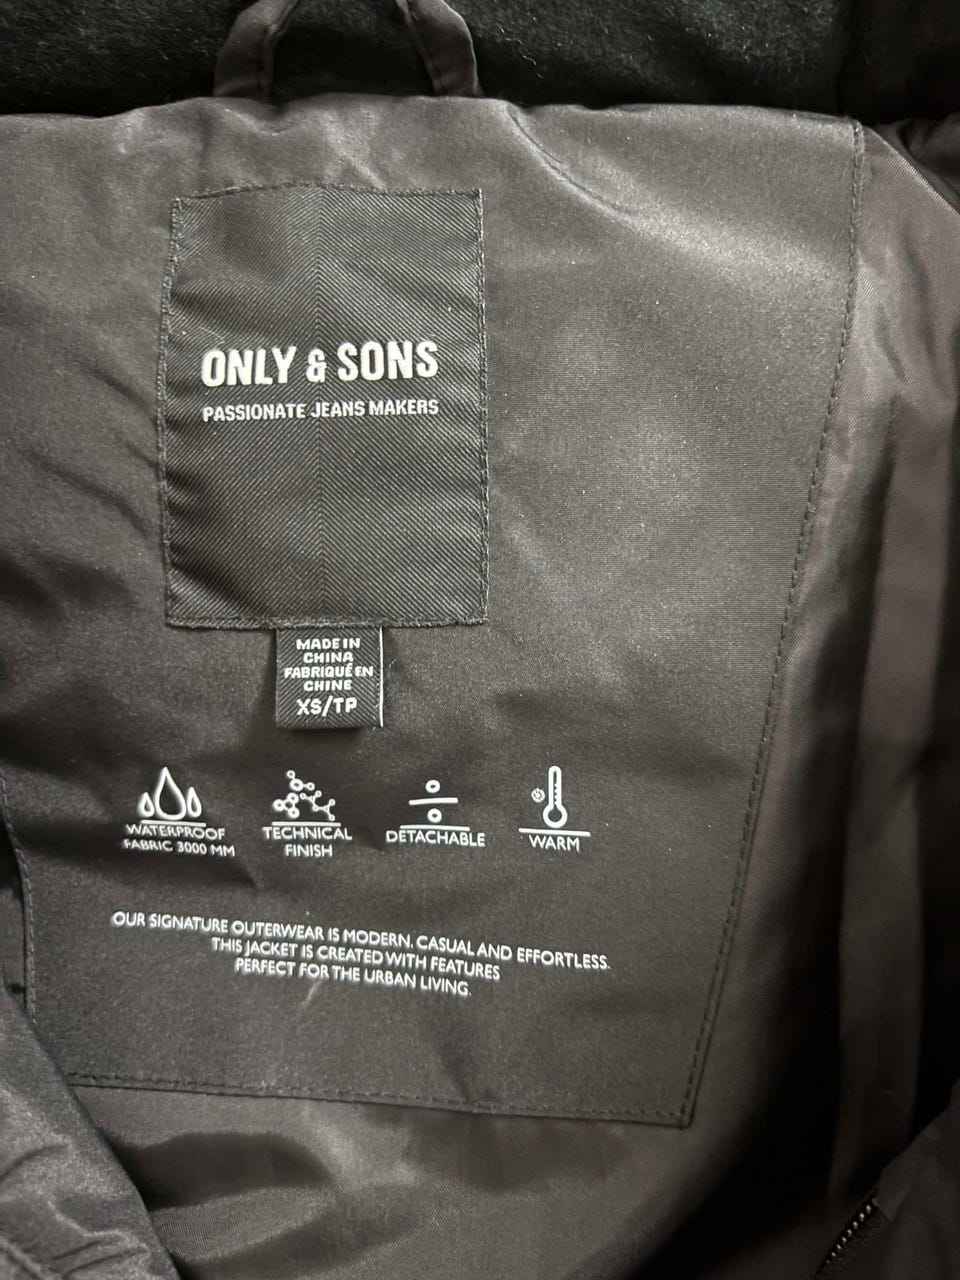 ONLY & SONS
PASSIONATE JEANS MAKERS
MADE IN
CHINA
FABRIQUÉ EN
CHINE
XS/TP
WATERPROOF
FABRIC 3000 MM
TECHNICAL
FINISH
DETACHABLE
WARM
OUR SIGNATURE OUTERWEAR IS MODERN, CASUAL AND EFFORTLESS.
THIS JACKET IS CREATED WITH FEATURES
PERFECT FOR THE URBAN LIVING.